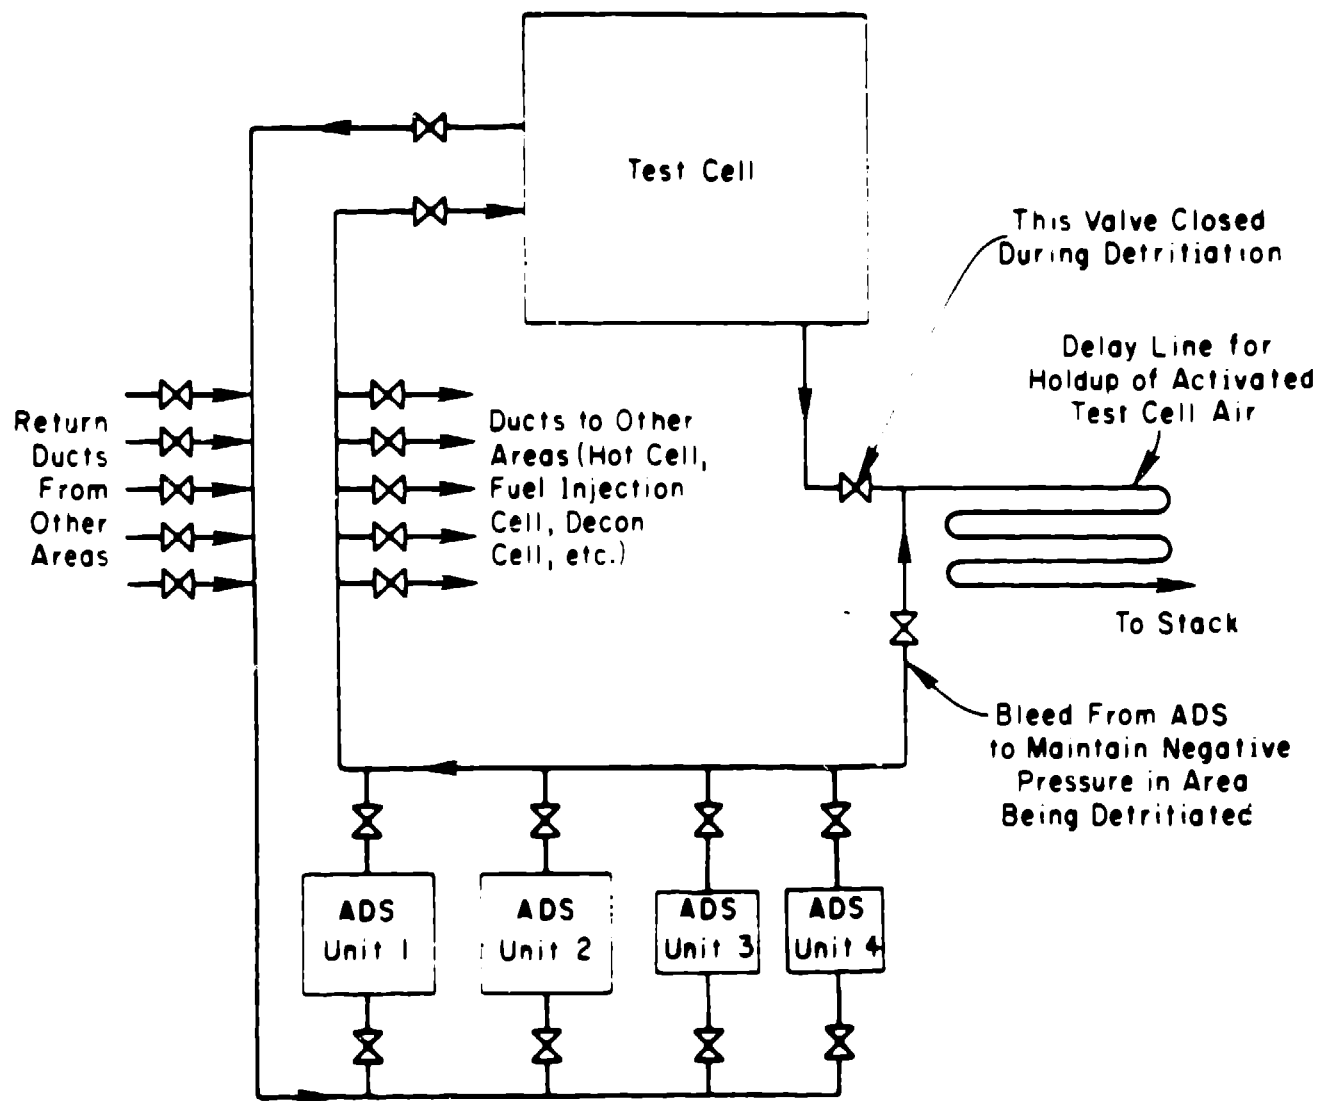 Test Cell
This Valve Closed
During Detritiation
Delay Line for
Holdup of Activated
Test Cell Air
Return
Ducts
From
Other
Areas
Ducts to Other
Areas (Hot Cell,
Fuel Injection
Cell, Decon
Cell, etc.)
To Stack
Bleed From ADS
to Maintain Negative
Pressure in Area
Being Detritiated
ADS
Unit 1
ADS
Unit 2
ADS
Unit 3
ADS
Unit 4